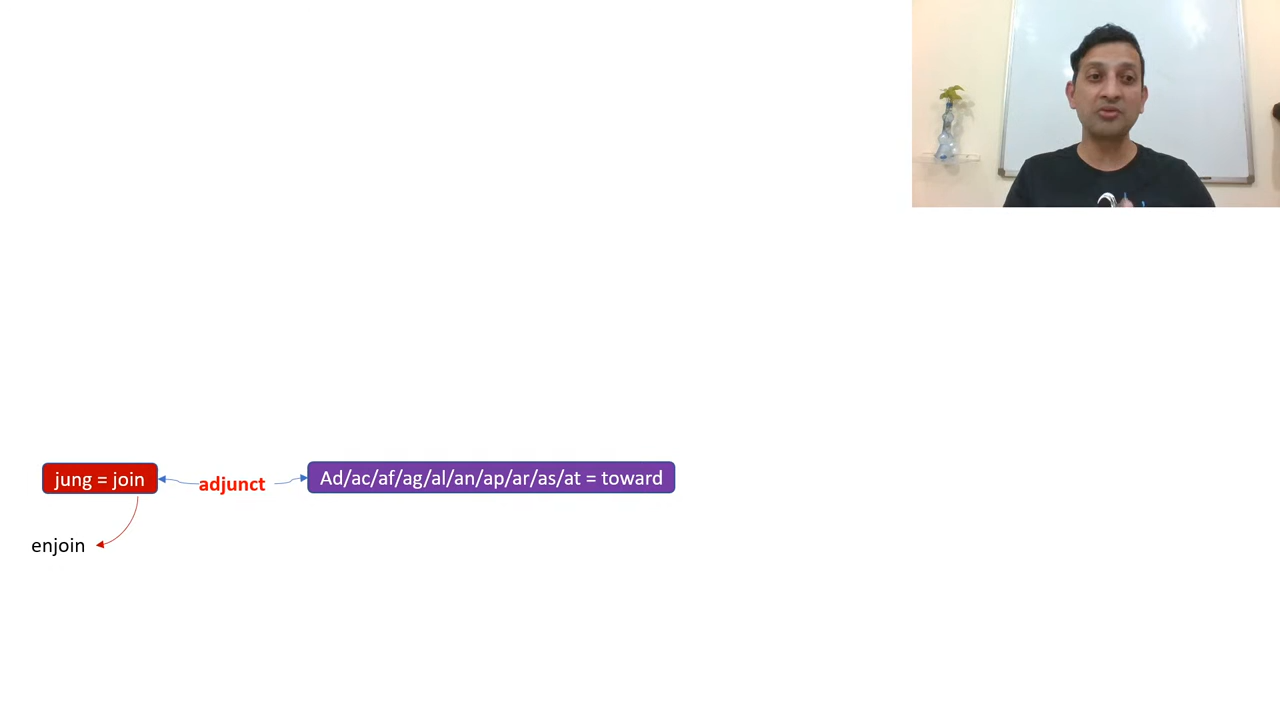 jung = join
adjunct
Ad/ac/af/ag/al/an/ap/ar/as/at = toward
enjoin